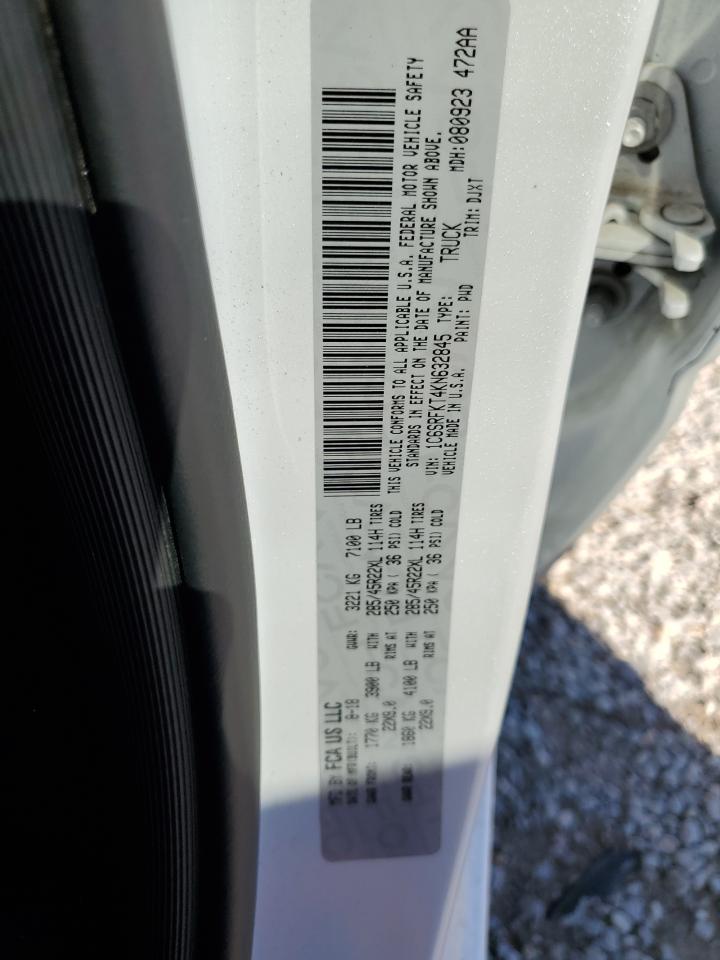 MFG BY FCA US LLC
DATE OF MFR(BUILT): 8-18 GVWR: 3221 KG 7100 LB
GAWR FRONT: 1770 KG 3900 LB WITH 285/45R22XL 114H TIRES
22X9.0 RIMS AT 250 KPA ( 36 PSI) COLD
GAWR REAR: 1860 KG 4100 LB WITH 285/45R22XL 114H TIRES
22X9.0 RIMS AT 250 KPA ( 36 PSI) COLD
THIS VEHICLE CONFORMS TO ALL APPLICABLE U.S.A. FEDERAL MOTOR VEHICLE SAFETY
STANDARDS IN EFFECT ON THE DATE OF MANUFACTURE SHOWN ABOVE.
VIN: 1C6SRFKT4KN632845 TYPE: TRUCK MDH:080923 472AA
VEHICLE MADE IN U.S.A. PAINT: PWD TRIM: DJXT